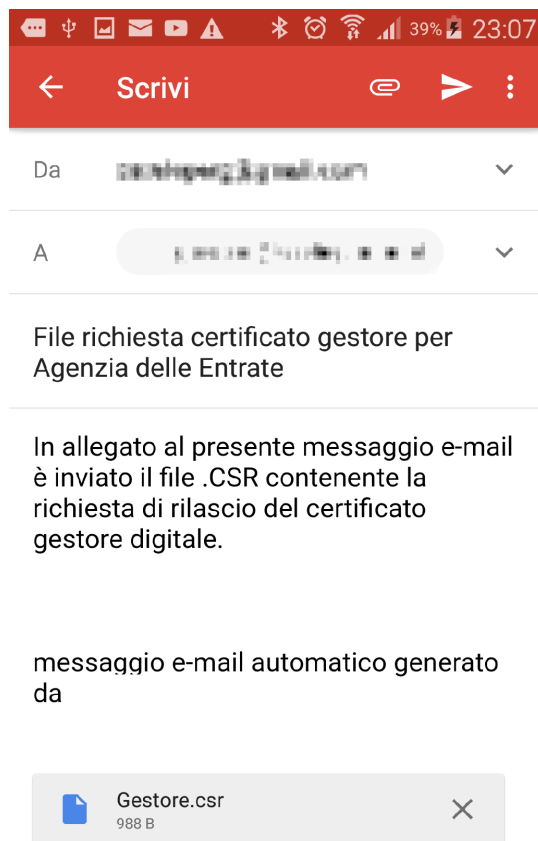 39% 23:07
Scrivi
Da
A
File richiesta certificato gestore per
Agenzia delle Entrate
In allegato al presente messaggio e-mail
è inviato il file .CSR contenente la
richiesta di rilascio del certificato
gestore digitale.
messaggio e-mail automatico generato
da
Gestore.csr
988 B